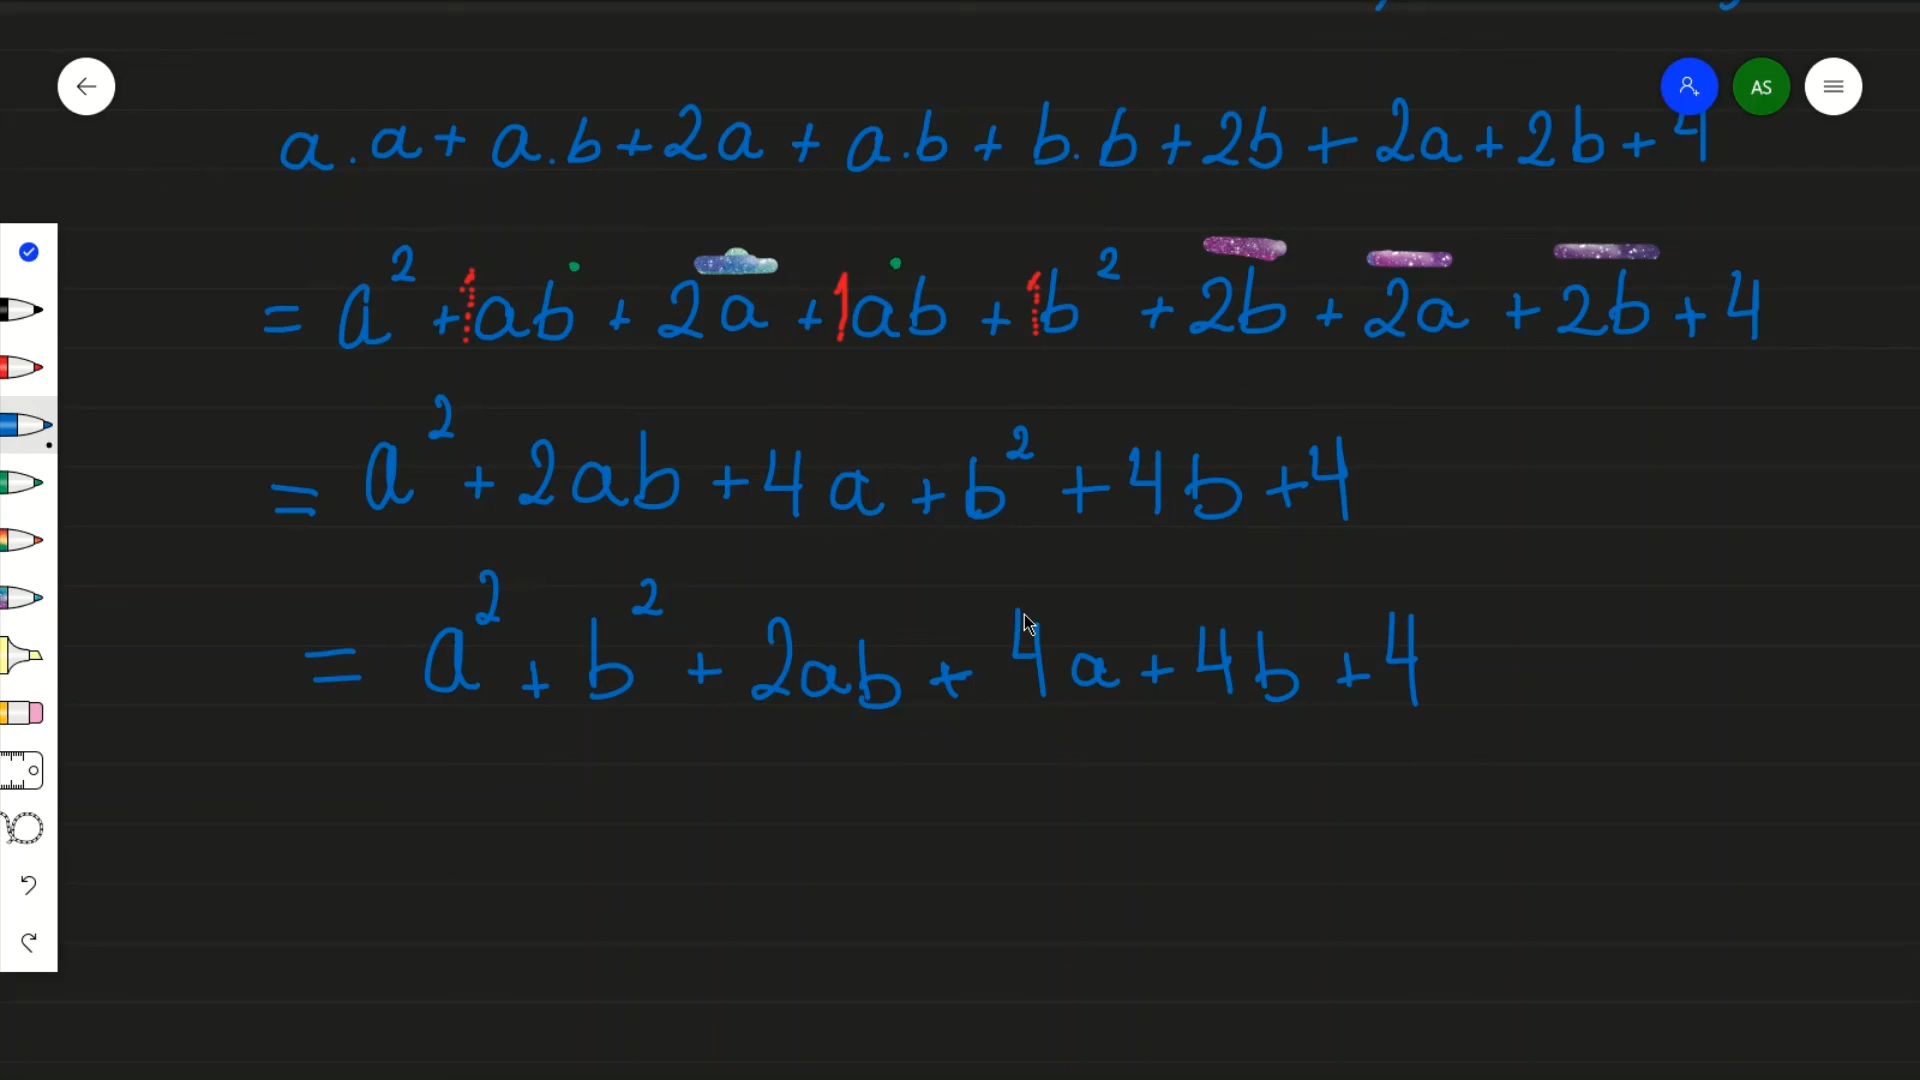 AS
a.a+a.b+2a+a.b+b.b+2b+2a+2b+4
= a²+1ab+2a+1ab+1b²+2b+2a+2b+4
= a²+2ab+4a+b²+4b+4
= a²+b²+2ab+4a+4b+4